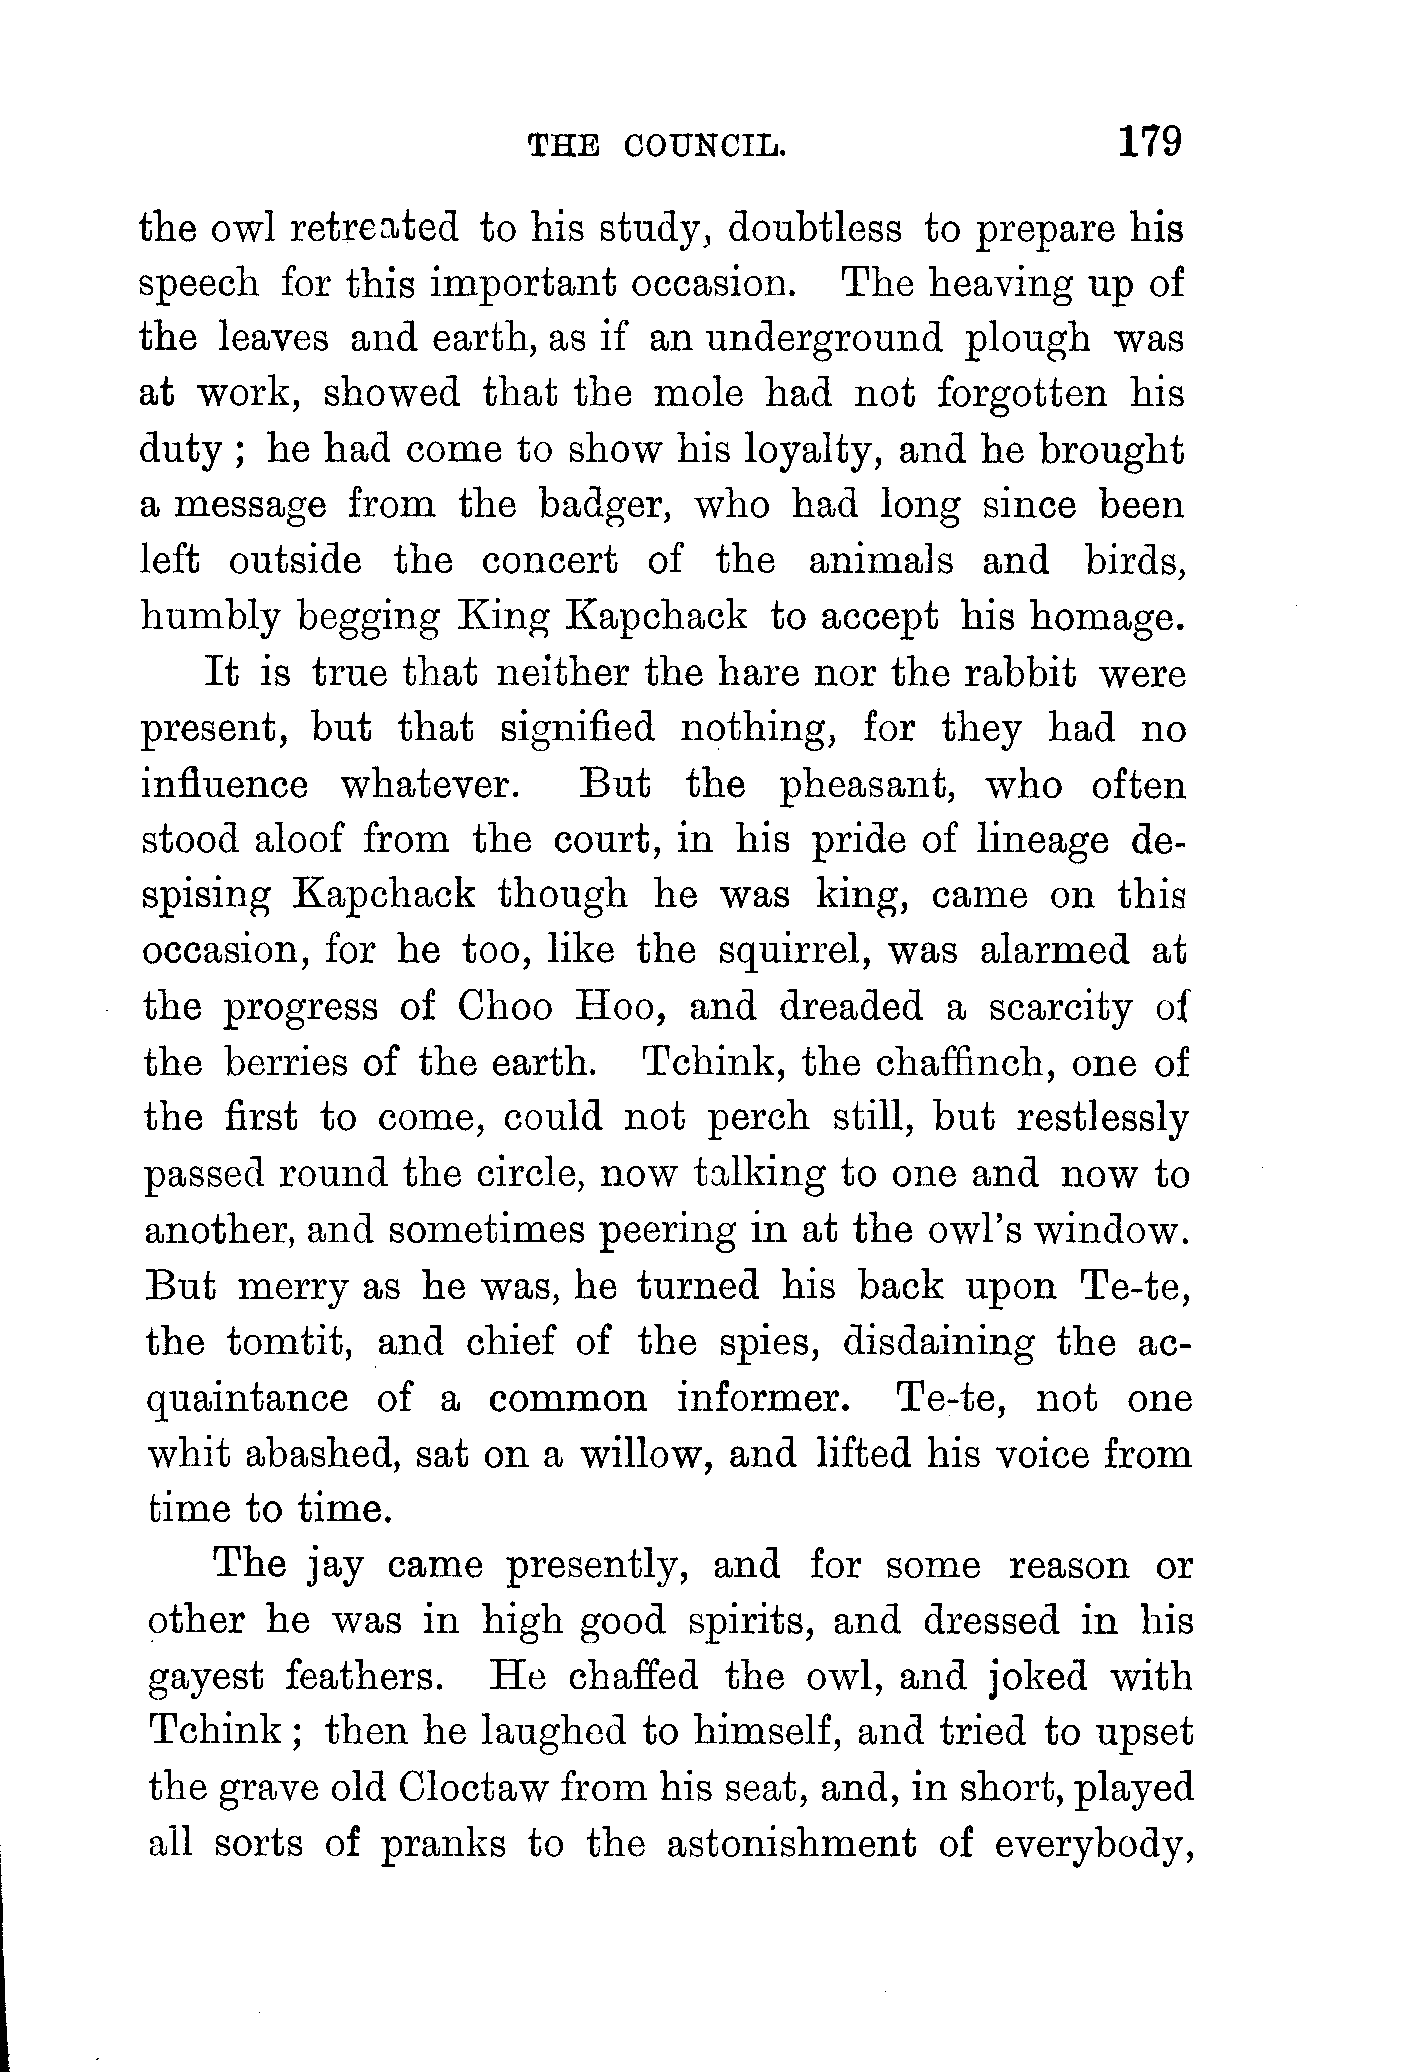 THE COUNCIL. 179
the owl retreated to his study, doubtless to prepare his
speech for this important occasion. The heaving up of
the leaves and earth, as if an underground plough was
at work, showed that the mole had not forgotten his
duty ; he had come to show his loyalty, and he brought
a message from the badger, who had long since been
left outside the concert of the animals and birds,
humbly begging King Kapchack to accept his homage.
It is true that neither the hare nor the rabbit were
present, but that signified nothing, for they had no
influence whatever. But the pheasant, who often
stood aloof from the court, in his pride of lineage de-
spising Kapchack though he was king, came on this
occasion, for he too, like the squirrel, was alarmed at
the progress of Choo Hoo, and dreaded a scarcity of
the berries of the earth. Tchink, the chaffinch, one of
the first to come, could not perch still, but restlessly
passed round the circle, now talking to one and now to
another, and sometimes peering in at the owl's window.
But merry as he was, he turned his back upon Te-te,
the tomtit, and chief of the spies, disdaining the ac-
quaintance of a common informer. Te-te, not one
whit abashed, sat on a willow, and lifted his voice from
time to time.
The jay came presently, and for some reason or
other he was in high good spirits, and dressed in his
gayest feathers. He chaffed the owl, and joked with
Tchink ; then he laughed to himself, and tried to upset
the grave old Cloctaw from his seat, and, in short, played
all sorts of pranks to the astonishment of everybody,